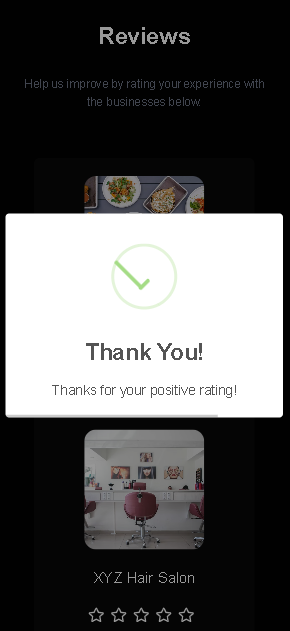 Reviews
Help us improve by rating your experience with
the businesses below.
Thank You!
Thanks for your positive rating!
XYZ Hair Salon